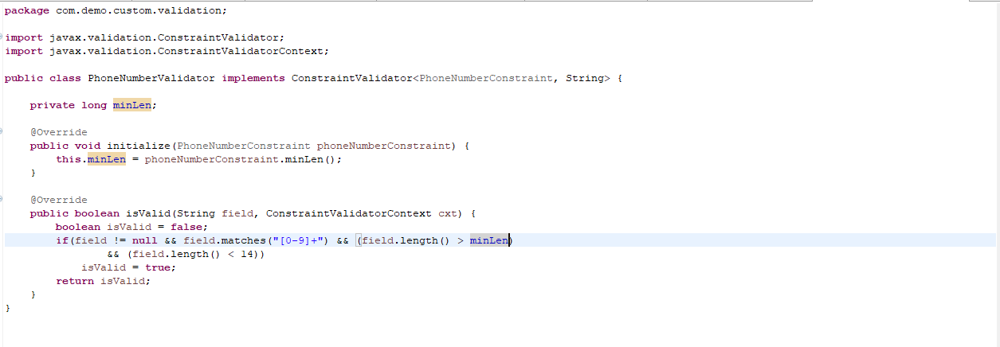 package com.demo.custom.validation;
import javax.validation.ConstraintValidator;
import javax.validation.ConstraintValidatorContext;
public class PhoneNumberValidator implements ConstraintValidator<PhoneNumberConstraint, String> {
private long minLen;
@Override
public void initialize(PhoneNumberConstraint phoneNumberConstraint) {
this.minLen = phoneNumberConstraint.minLen();
}
@Override
public boolean isValid(String field, ConstraintValidatorContext cxt) {
boolean isValid = false;
if(field != null && field.matches("[0-9]+") && (field.length() > minLen)
&& (field.length() < 14))
isValid = true;
return isValid;
}
}